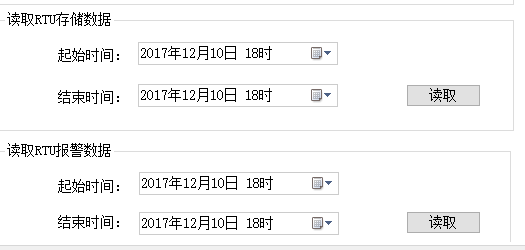 读取RTU存储数据
起始时间： 2017年12月10日 18时
结束时间： 2017年12月10日 18时 读取
读取RTU报警数据
起始时间： 2017年12月10日 18时
结束时间： 2017年12月10日 18时 读取